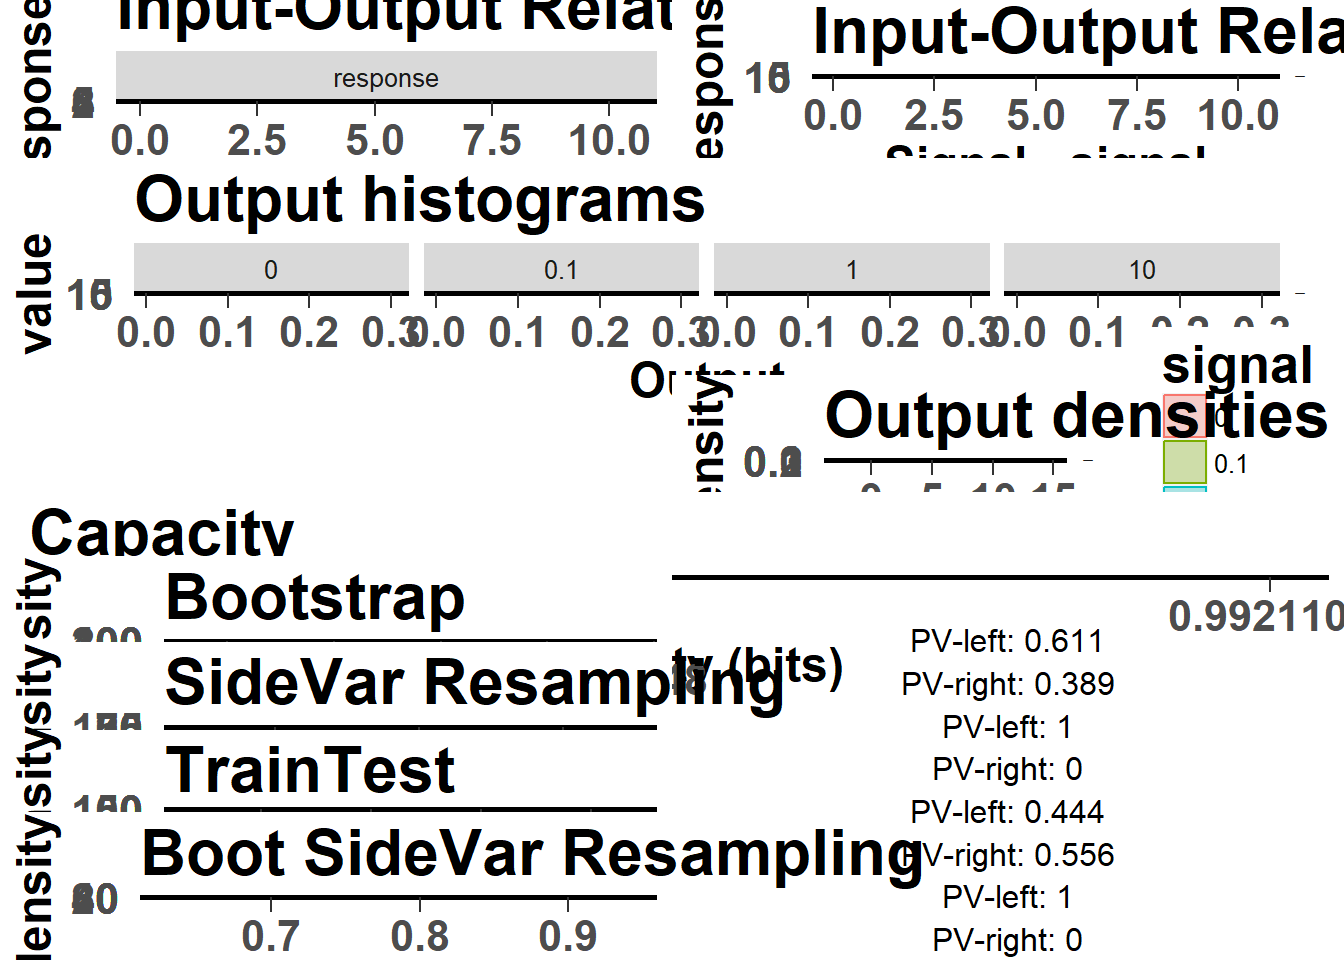 Input-Output Relat
response
0.0 2.5 5.0 7.5 10.0
sponse
Input-Output Rela
0.0 2.5 5.0 7.5 10.0
espons
Signal signal
Output histograms
value
0 0.1 1 10
0.0 0.1 0.2 0.3 0.0 0.1 0.2 0.3 0.0 0.1 0.2 0.3 0.0 0.1 0.2 0.3
Output
signal
ensity
Output densities
0
0.1
0 5 10 15
Capacity
Bootstrap
sity
0.992110
ty (bits)
SideVar Resampling
sity
TrainTest
sity
Boot SideVar Resampling
density
0.7 0.8 0.9
PV-left: 0.611
PV-right: 0.389
PV-left: 1
PV-right: 0
PV-left: 0.444
PV-right: 0.556
PV-left: 1
PV-right: 0